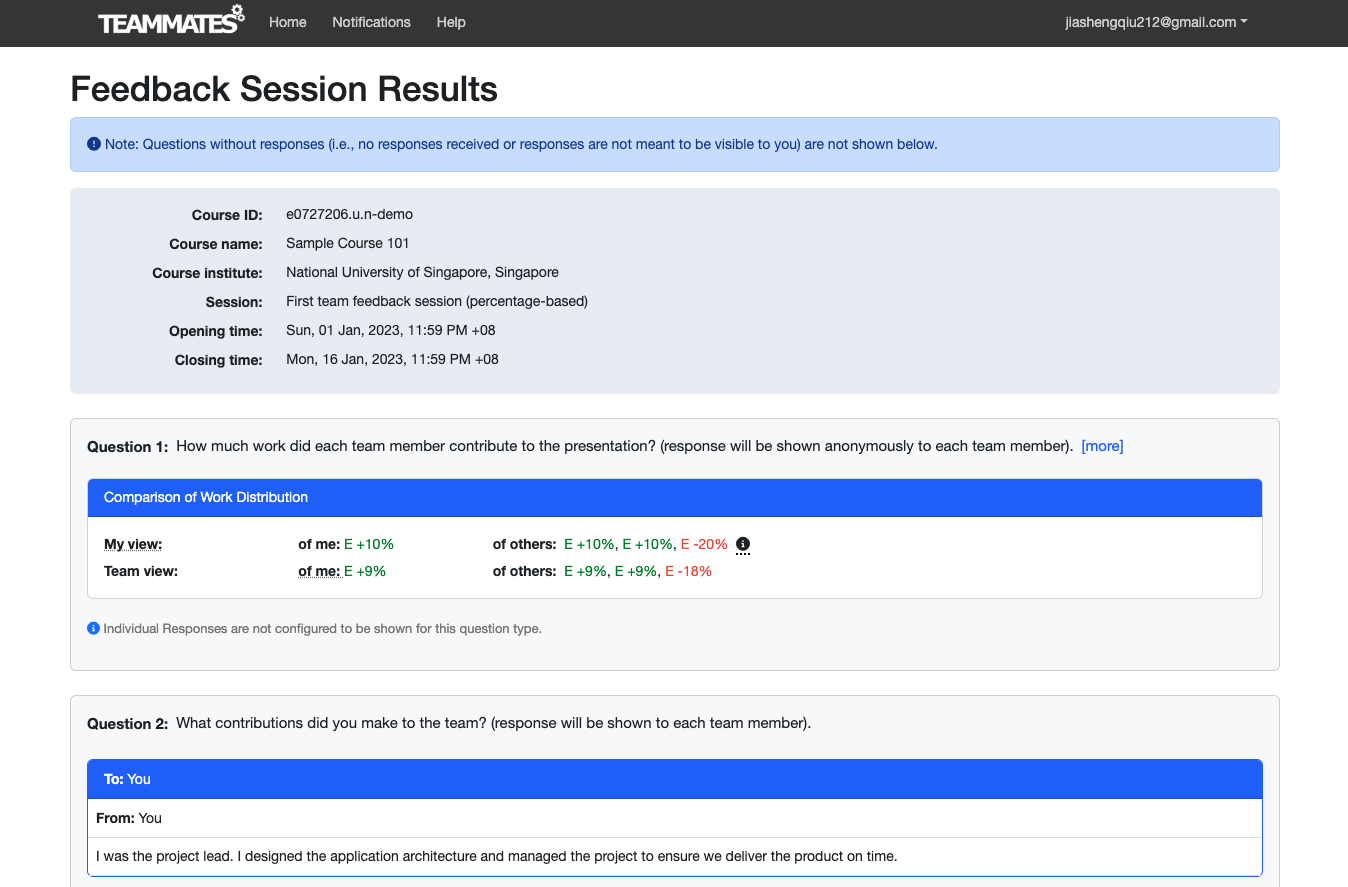 TEAMMATES Home Notifications Help jiashengqiu212@gmail.com
Feedback Session Results
Note: Questions without responses (i.e., no responses received or responses are not meant to be visible to you) are not shown below.
Course ID: e0727206.u.n-demo
Course name: Sample Course 101
Course institute: National University of Singapore, Singapore
Session: First team feedback session (percentage-based)
Opening time: Sun, 01 Jan, 2023, 11:59 PM +08
Closing time: Mon, 16 Jan, 2023, 11:59 PM +08
Question 1: How much work did each team member contribute to the presentation? (response will be shown anonymously to each team member). [more]
Comparison of Work Distribution
My view: of me: E +10% of others: E +10%, E +10%, E -20%
Team view: of me: E +9% of others: E +9%, E +9%, E -18%
Individual Responses are not configured to be shown for this question type.
Question 2: What contributions did you make to the team? (response will be shown to each team member).
To: You
From: You
I was the project lead. I designed the application architecture and managed the project to ensure we deliver the product on time.